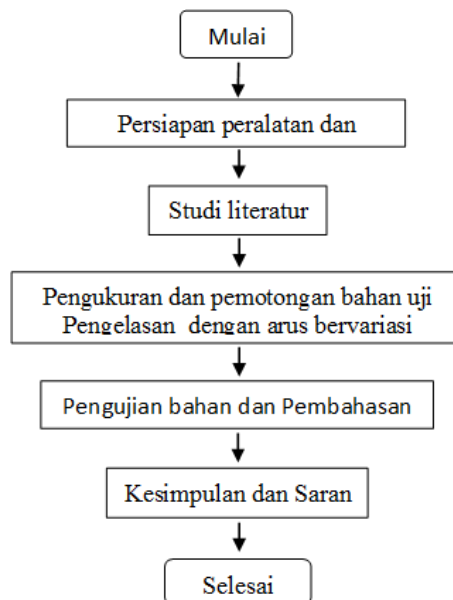 Mulai
Persiapan peralatan dan
Studi literatur
Pengukuran dan pemotongan bahan uji
Pengelasan dengan arus bervariasi
Pengujian bahan dan Pembahasan
Kesimpulan dan Saran
Selesai